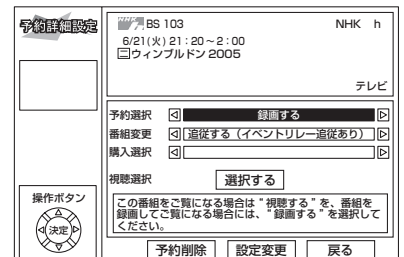 予約詳細設定
NHK BS 103 NHK h
6/21(火) 21：20～2：00
ウィンブルドン 2005
テレビ
予約選択 録画する
番組変更 追従する（イベントリレー追従あり）
購入選択
視聴選択 選択する
この番組をご覧になる場合は“視聴する”を、番組を
録画してご覧になる場合には、“録画する”を選択して
ください。
操作ボタン
決定
予約削除 設定変更 戻る